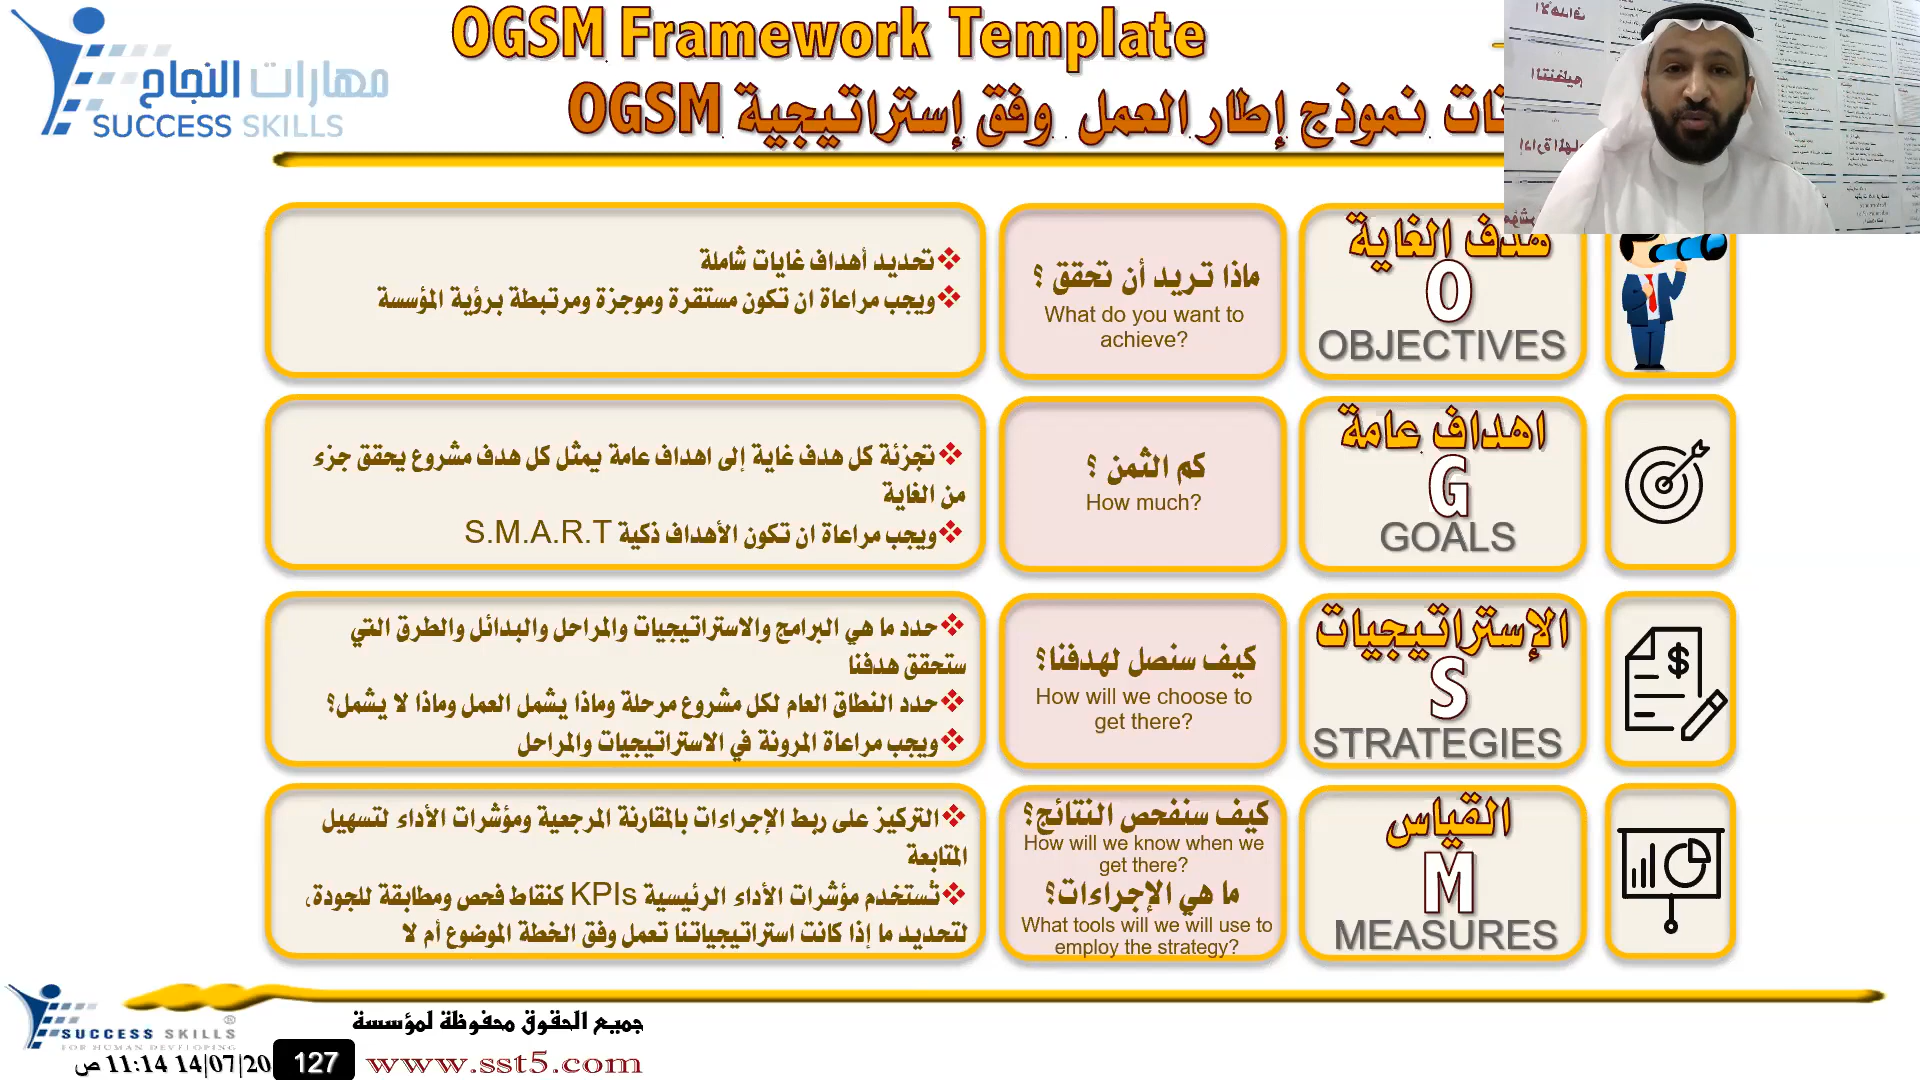 مهارات النجاح
SUCCESS SKILLS
OGSM Framework Template
نموذج إطار العمل وفق إستراتيجية OGSM
هدف الغاية
O
OBJECTIVES
ماذا تريد أن تحقق ؟
What do you want to
achieve?
❖تحديد أهداف غايات شاملة
❖ويجب مراعاة ان تكون مستقرة وموجزة ومرتبطة برؤية المؤسسة
اهداف عامة
G
GOALS
كم الثمن ؟
How much?
❖تجزئة كل هدف غاية إلى اهداف عامة يمثل كل هدف مشروع يحقق جزء
من الغاية
❖ويجب مراعاة ان تكون الأهداف ذكية S.M.A.R.T
الإستراتيجيات
S
STRATEGIES
كيف سنصل لهدفنا؟
How will we choose to
get there?
❖حدد ما هي البرامج والاستراتيجيات والمراحل والبدائل والطرق التي
ستحقق هدفنا
❖حدد النطاق العام لكل مشروع مرحلة وماذا يشمل العمل وماذا لا يشمل؟
❖ويجب مراعاة المرونة في الاستراتيجيات والمراحل
القياس
M
MEASURES
كيف سنفحص النتائج؟
How will we know when we
get there?
ما هي الإجراءات؟
What tools will we will use to
employ the strategy?
❖التركيز على ربط الإجراءات بالمقارنة المرجعية ومؤشرات الأداء لتسهيل
المتابعة
❖تُستخدم مؤشرات الأداء الرئيسية KPIs كنقاط فحص ومطابقة للجودة،
لتحديد ما إذا كانت استراتيجياتنا تعمل وفق الخطة الموضوع أم لا
SUCCESS SKILLS®
FOR HUMAN DEVELOPING
جميع الحقوق محفوظة لمؤسسة
www.sst5.com
127
14/07/20 11:14 ص